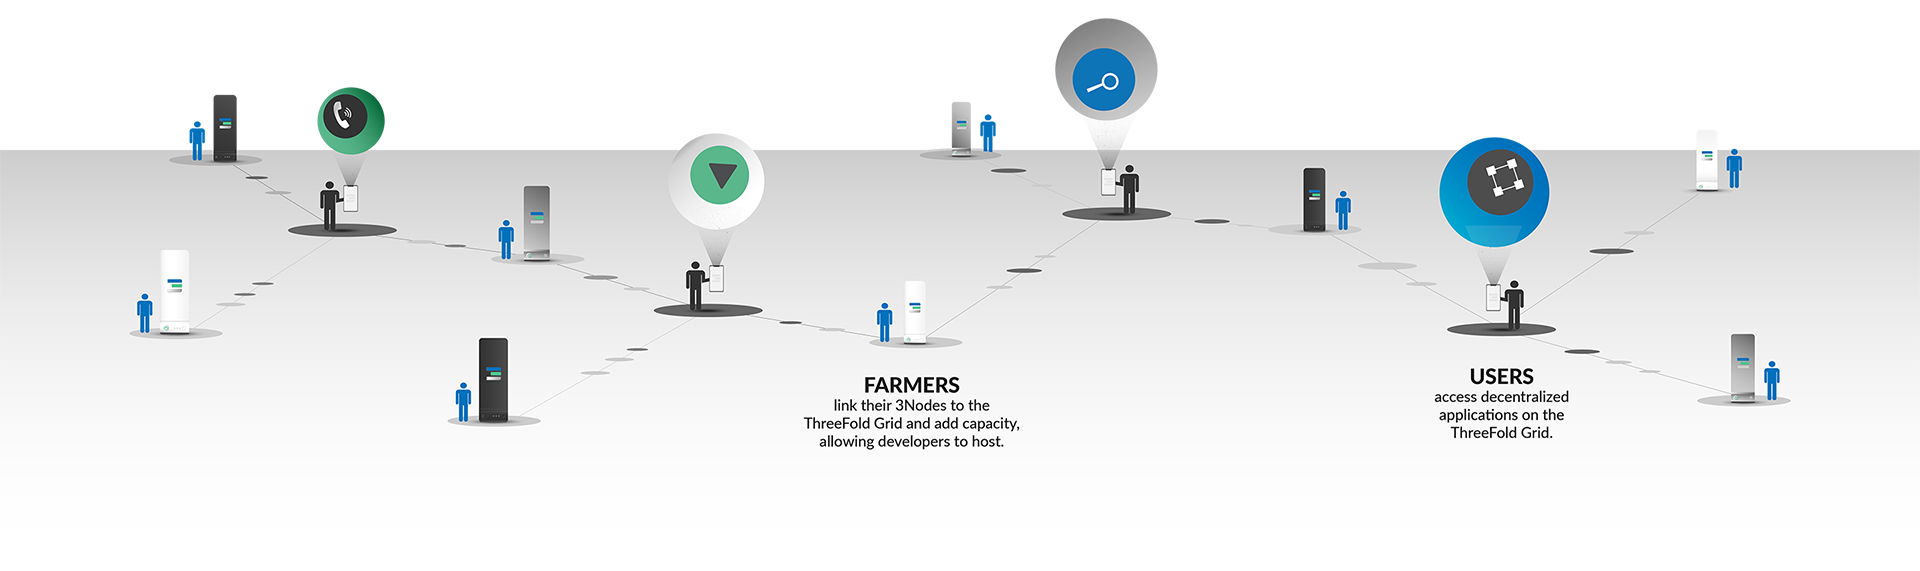 FARMERS
link their 3Nodes to the
ThreeFold Grid and add capacity,
allowing developers to host.
USERS
access decentralized
applications on the
ThreeFold Grid.